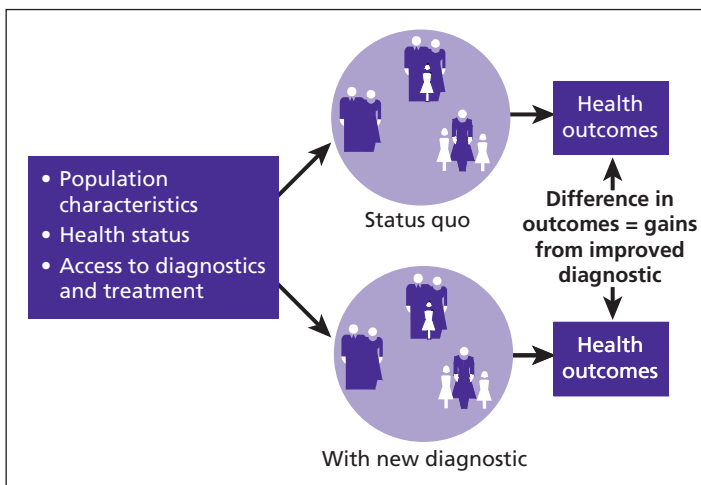 • Population
characteristics
• Health status
• Access to diagnostics
and treatment
Status quo
With new diagnostic
Health
outcomes
Difference in
outcomes = gains
from improved
diagnostic
Health
outcomes